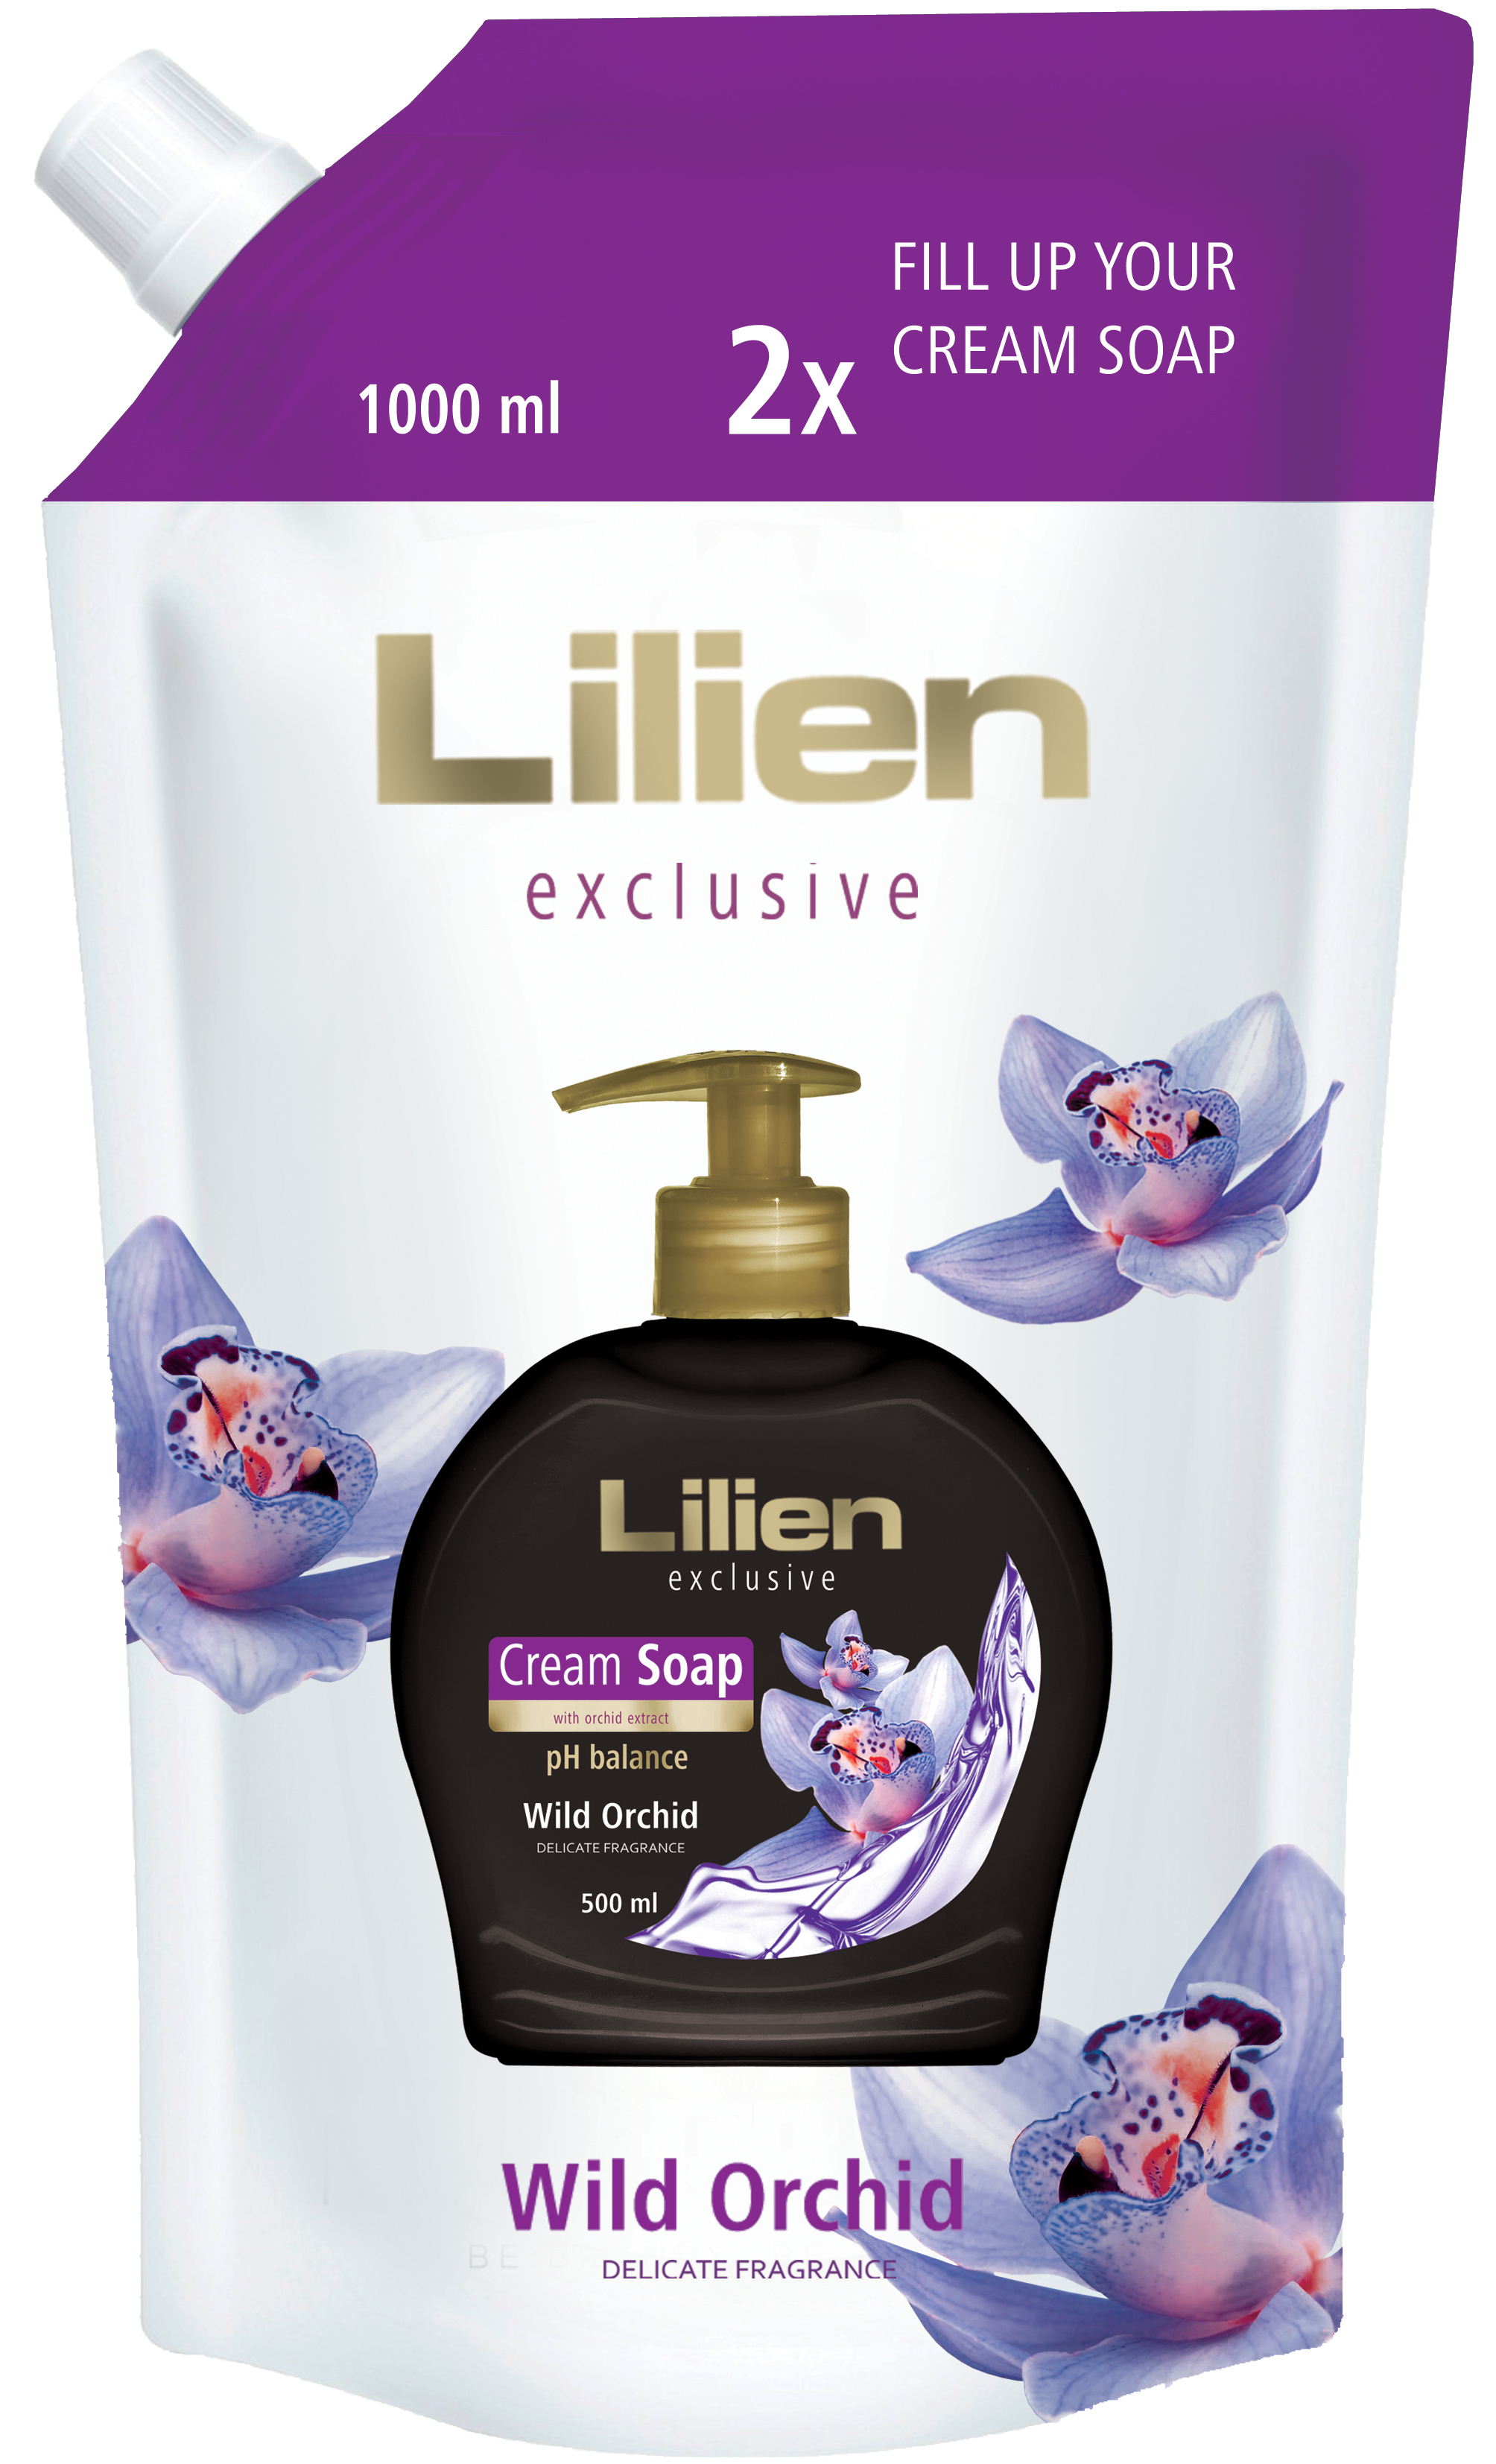 FILL UP YOUR
2x CREAM SOAP
1000 ml
Lilien
exclusive
Lilien
exclusive
Cream Soap
with orchid extract
pH balance
Wild Orchid
DELICATE FRAGRANCE
500 ml
Wild Orchid
BE
DELICATE FRAGRANCE